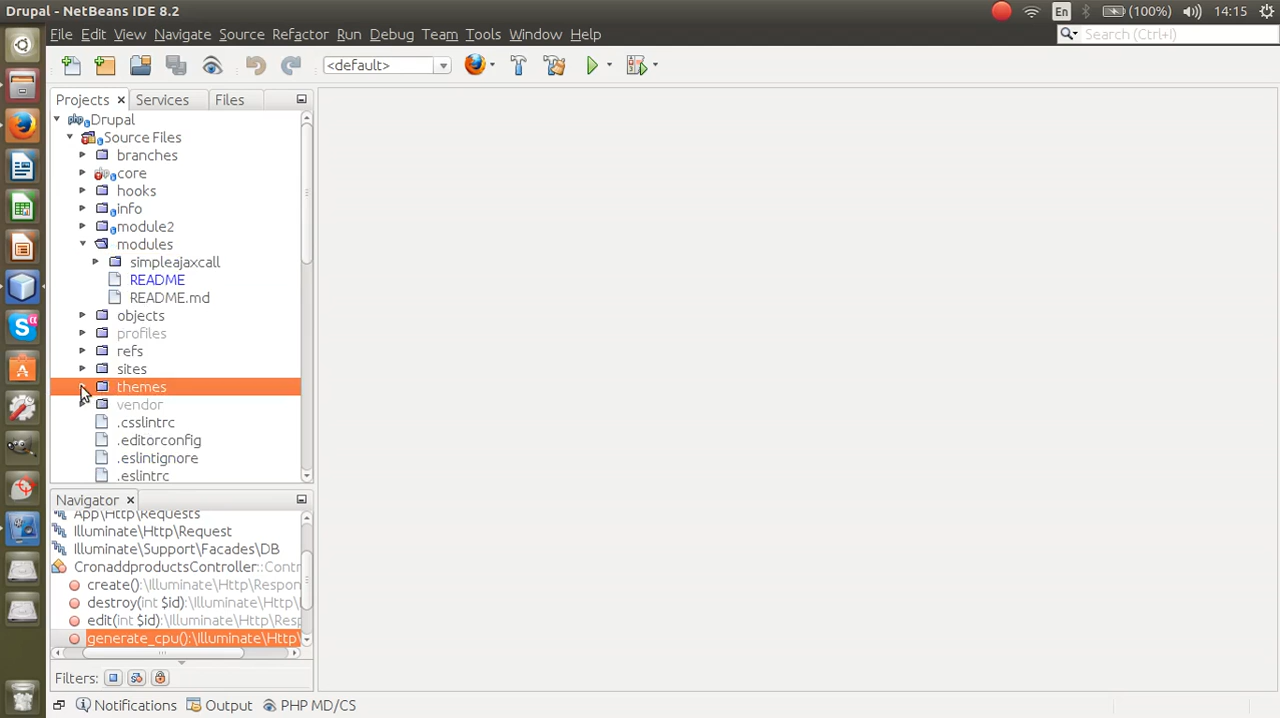 Drupal - NetBeans IDE 8.2
En
(100%)
14:15
File Edit View Navigate Source Refactor Run Debug Team Tools Window Help
Search (Ctrl+I)
<default>
Projects
Services
Files
php Drupal
Source Files
branches
core
hooks
info
module2
modules
simpleajaxcall
README
README.md
objects
profiles
refs
sites
themes
vendor
.csslintrc
.editorconfig
.eslintignore
.eslintrc
Navigator
App\Http\Requests
Illuminate\Http\Request
Illuminate\Support\Facades\DB
CronaddproductsController::Contr
create():\Illuminate\Http\Respon
destroy(int $id):\Illuminate\Http\
edit(int $id):\Illuminate\Http\Res
generate_cpu():\Illuminate\Http\
Filters:
Notifications
Output
PHP MD/CS